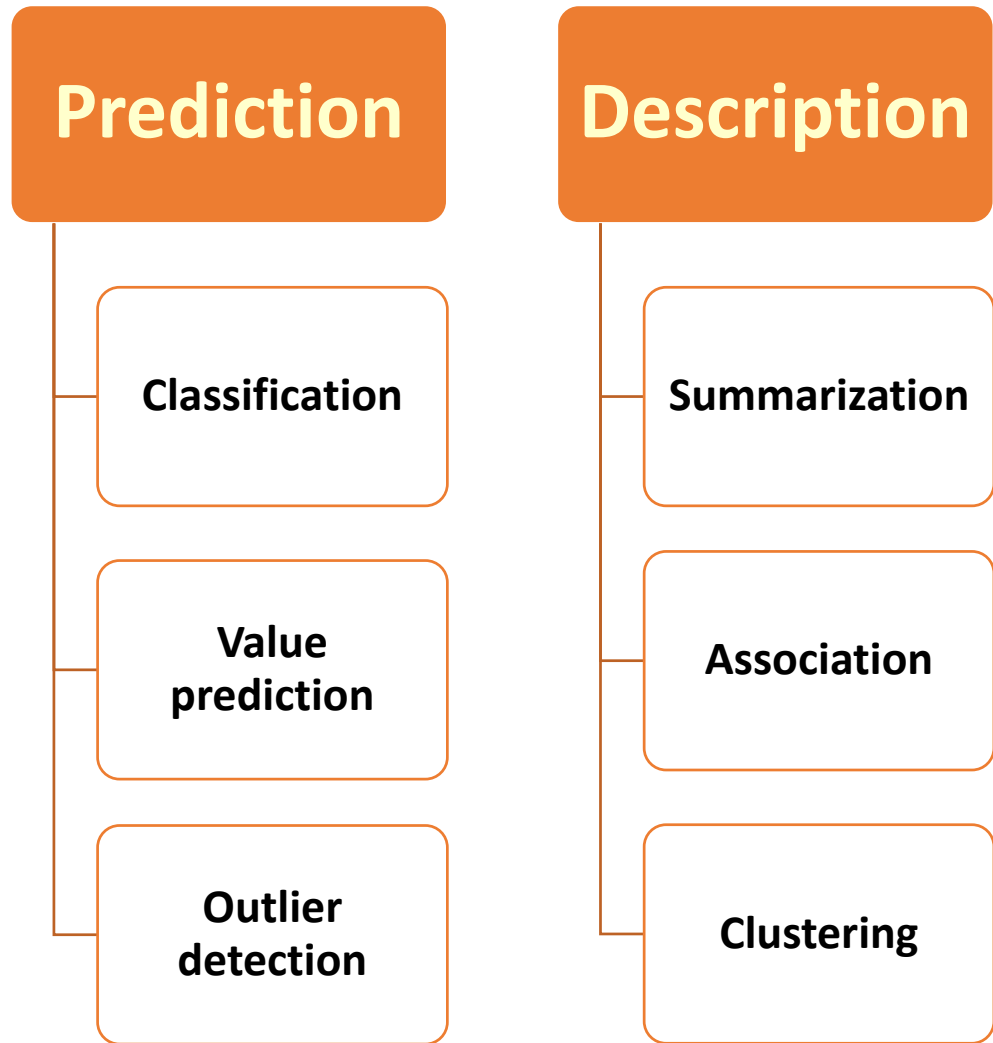 Prediction
Classification
Value
prediction
Outlier
detection
Description
Summarization
Association
Clustering